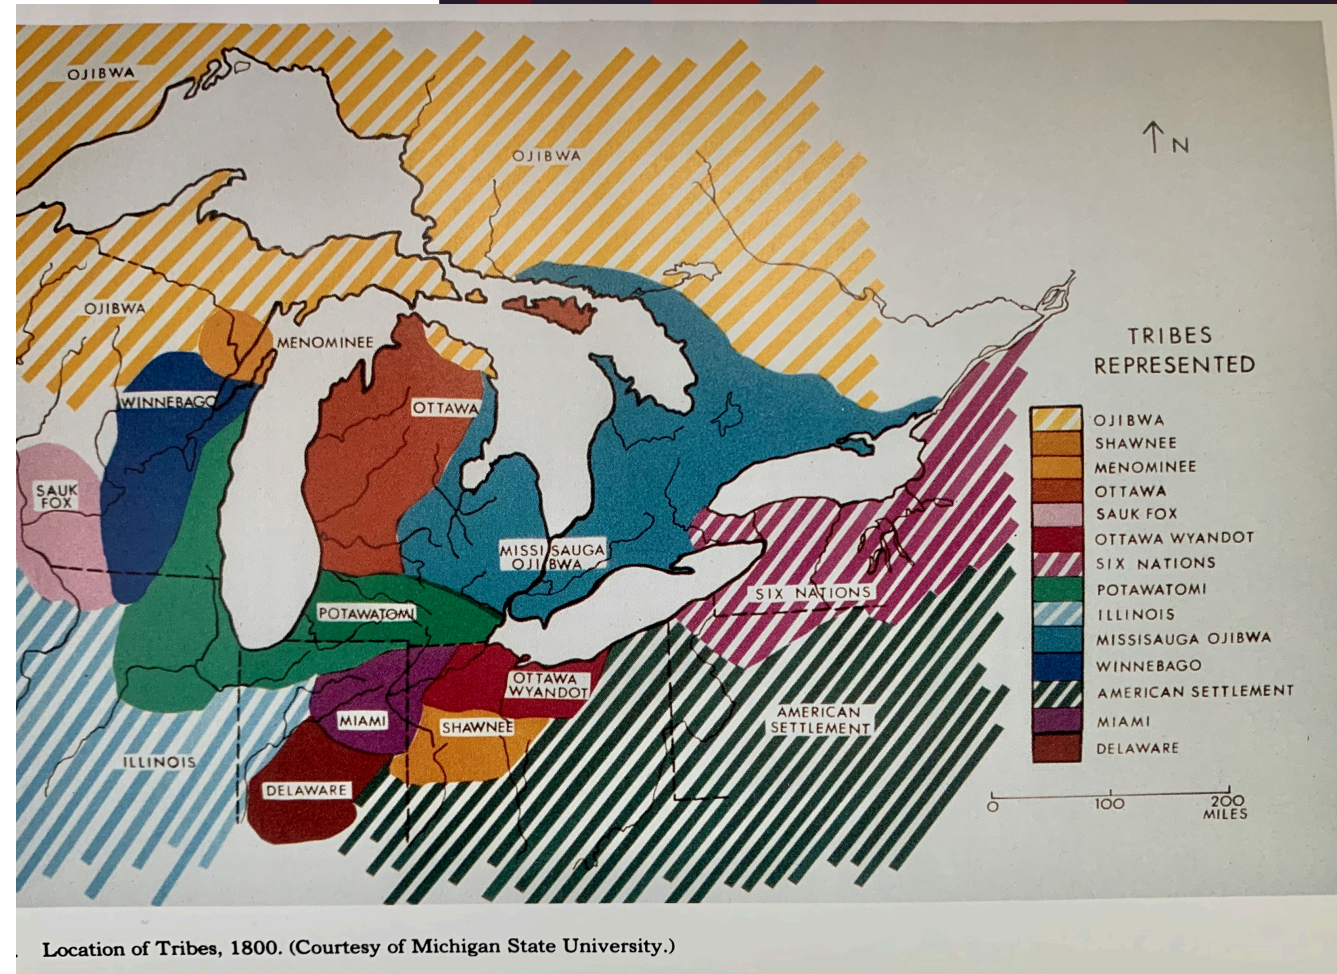 OJIBWA
OJIBWA
↑N
OJIBWA
MENOMINEE
WINNEBAGO
OTTAWA
SAUK
FOX
MISSISAUGA
OJIBWA
POTAWATOMI
SIX NATIONS
OTTAWA
WYANDOT
MIAMI
SHAWNEE
AMERICAN
SETTLEMENT
ILLINOIS
DELAWARE
TRIBES
REPRESENTED
OJIBWA
SHAWNEE
MENOMINEE
OTTAWA
SAUK FOX
OTTAWA WYANDOT
SIX NATIONS
POTAWATOMI
ILLINOIS
MISSISAUGA OJIBWA
WINNEBAGO
AMERICAN SETTLEMENT
MIAMI
DELAWARE
0 100 200
MILES
Location of Tribes, 1800. (Courtesy of Michigan State University.)